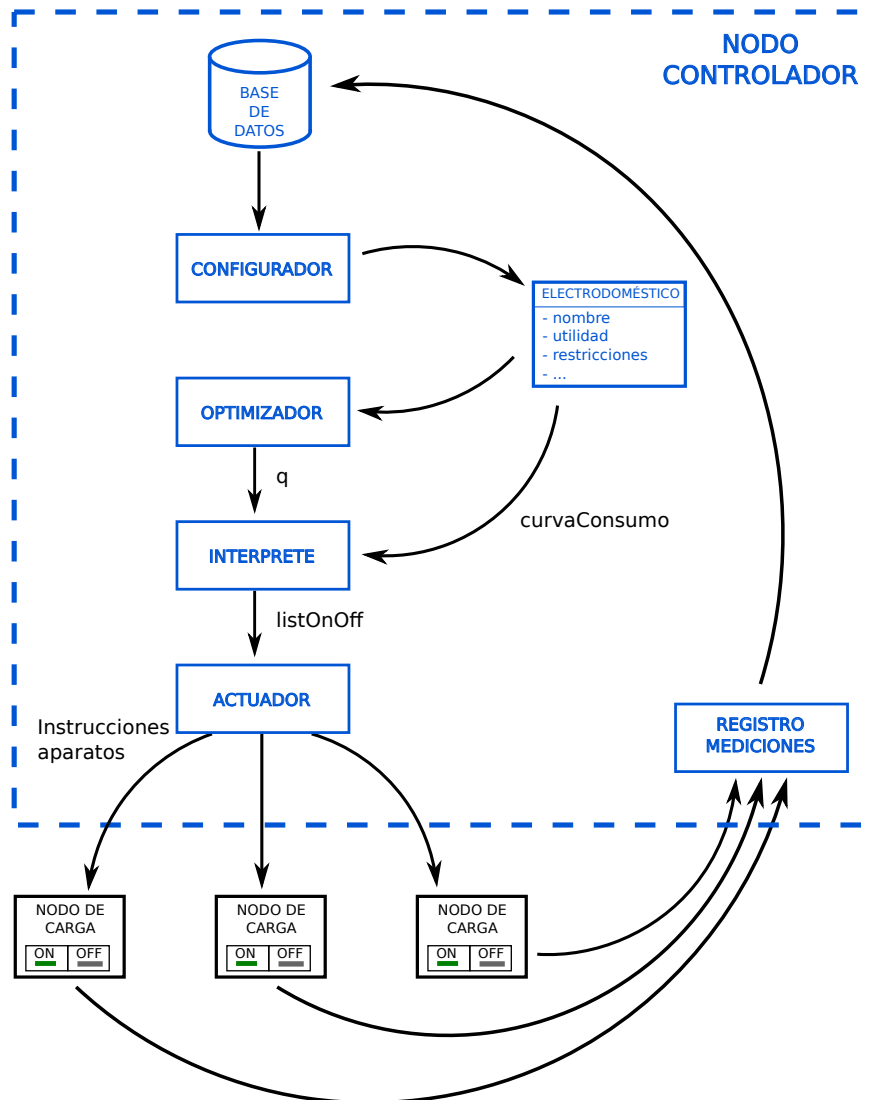 NODO
CONTROLADOR
BASE
DE
DATOS
CONFIGURADOR
ELECTRODOMÉSTICO
- nombre
- utilidad
- restricciones
- ...
OPTIMIZADOR
q
curvaConsumo
INTERPRETE
listOnOff
ACTUADOR
Instrucciones
aparatos
REGISTRO
MEDICIONES
NODO DE
CARGA
ON OFF
NODO DE
CARGA
ON OFF
NODO DE
CARGA
ON OFF